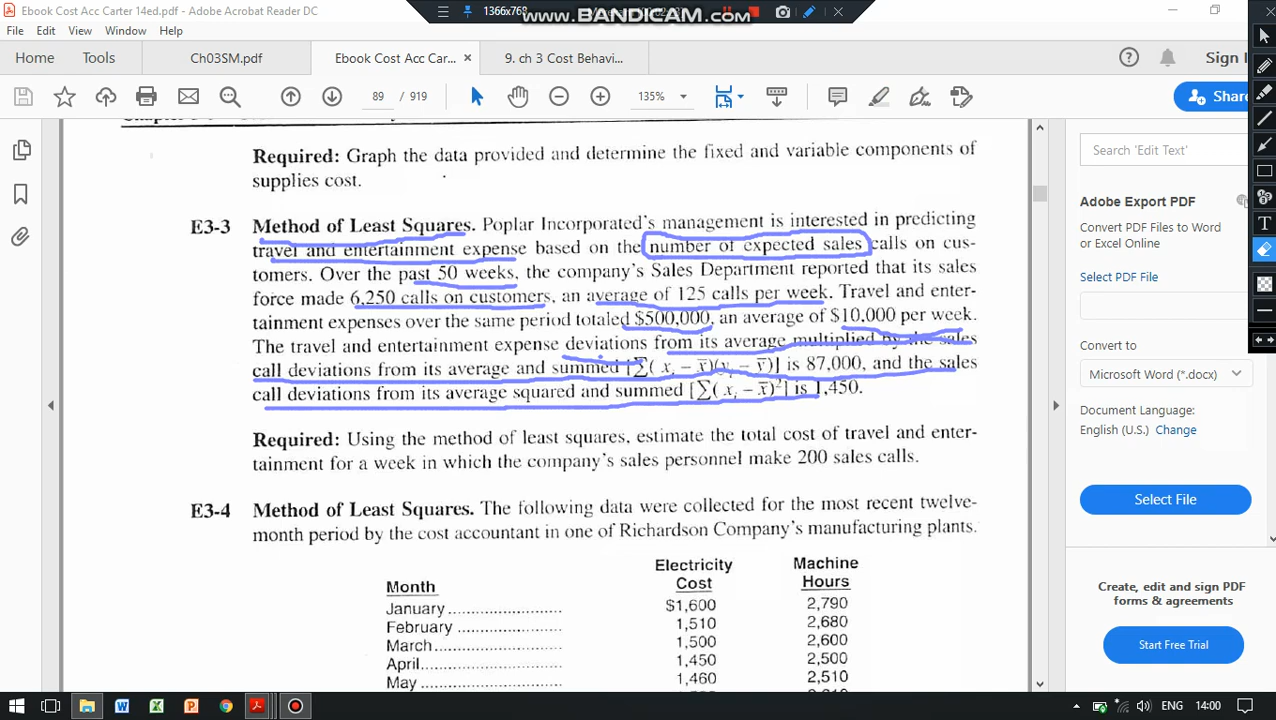 Ebook Cost Acc Carter 14ed.pdf - Adobe Acrobat Reader DC
1366x768
www.BANDICAM.com
File Edit View Window Help
Home Tools Ch03SM.pdf Ebook Cost Acc Car... × 9. ch 3 Cost Behavi... Sign I
89 / 919 135% Share
Required: Graph the data provided and determine the fixed and variable components of
supplies cost.
E3-3 Method of Least Squares. Poplar Incorporated's management is interested in predicting
travel and entertainment expense based on the number of expected sales calls on cus-
tomers. Over the past 50 weeks, the company's Sales Department reported that its sales
force made 6,250 calls on customers, an average of 125 calls per week. Travel and enter-
tainment expenses over the same period totaled $500,000, an average of $10,000 per week.
The travel and entertainment expense deviations from its average multiplied by the sales
call deviations from its average and summed [∑( xᵢ − x̅)(yᵢ − y̅)] is 87,000, and the sales
call deviations from its average squared and summed [∑( xᵢ − x̅)²] is 1,450.
Required: Using the method of least squares, estimate the total cost of travel and enter-
tainment for a week in which the company's sales personnel make 200 sales calls.
E3-4 Method of Least Squares. The following data were collected for the most recent twelve-
month period by the cost accountant in one of Richardson Company's manufacturing plants.
Month Electricity Cost Machine Hours
January ........................ $1,600 2,790
February ...................... 1,510 2,680
March .......................... 1,500 2,600
April ............................ 1,450 2,500
May ............................. 1,460 2,510
Search 'Edit Text'
Adobe Export PDF
Convert PDF Files to Word
or Excel Online
Select PDF File
Convert to
Microsoft Word (*.docx)
Document Language:
English (U.S.) Change
Select File
Create, edit and sign PDF
forms & agreements
Start Free Trial
ENG 14:00